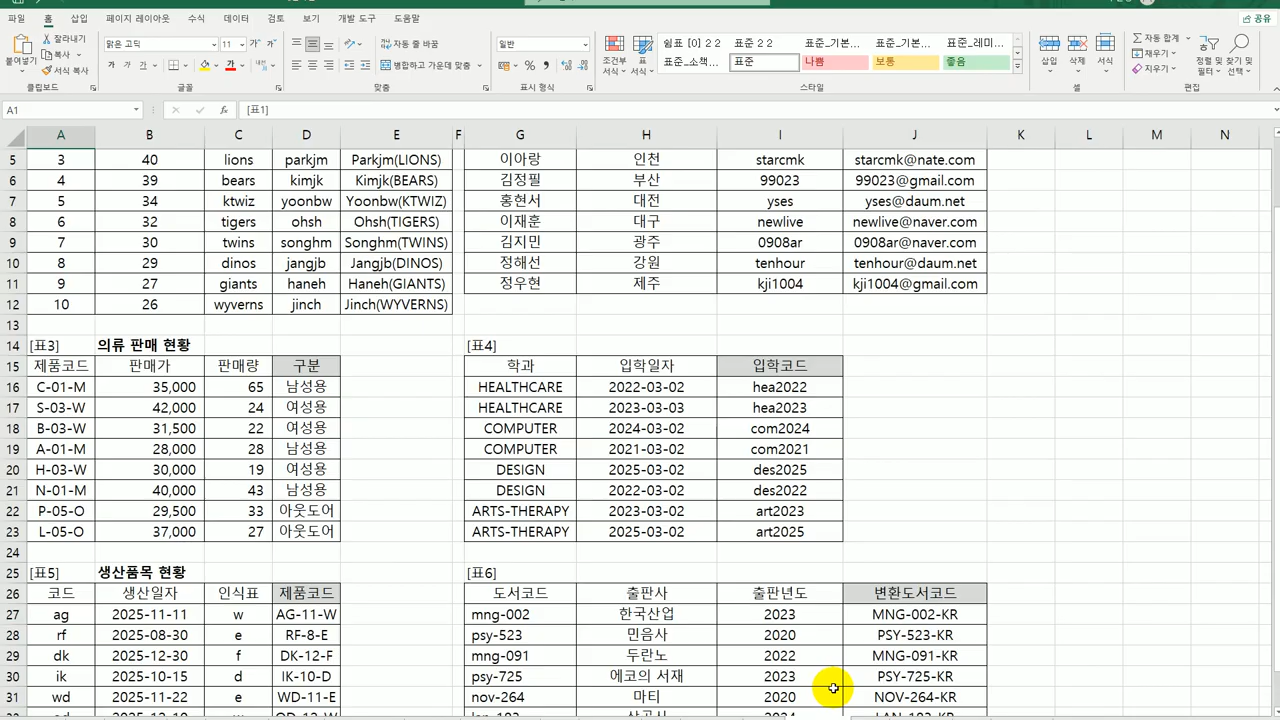 파일 홈 삽입 페이지 레이아웃 수식 데이터 검토 보기 개발 도구 도움말 공유
붙여넣기 잘라내기 복사 서식 복사 클립보드
맑은 고딕 11 가 가 가 가 가 가 글꼴
자동 줄 바꿈 병합하고 가운데 맞춤 맞춤
일반 % 표시 형식
조건부 서식 표 서식 쉼표 [0] 2 2 표준 2 2 표준_기본... 표준_기본... 표준_레미...
표준_소책... 표준 나쁨 보통 좋음 스타일
삽입 삭제 서식 셀
자동 합계 채우기 지우기 정렬 및 필터 찾기 및 선택 편집
A1 fx [표1]
A B C D E F G H I J K L M N
5 3 40 lions parkjm Parkjm(LIONS) 이아랑 인천 starcmk starcmk@nate.com
6 4 39 bears kimjk Kimjk(BEARS) 김정필 부산 99023 99023@gmail.com
7 5 34 ktwiz yoonbw Yoonbw(KTWIZ) 홍현서 대전 yses yses@daum.net
8 6 32 tigers ohsh Ohsh(TIGERS) 이재훈 대구 newlive newlive@naver.com
9 7 30 twins songhm Songhm(TWINS) 김지민 광주 0908ar 0908ar@naver.com
10 8 29 dinos jangjb Jangjb(DINOS) 정해선 강원 tenhour tenhour@daum.net
11 9 27 giants haneh Haneh(GIANTS) 정우현 제주 kji1004 kji1004@gmail.com
12 10 26 wyverns jinch Jinch(WYVERNS)
13
14 [표3] 의류 판매 현황 [표4]
15 제품코드 판매가 판매량 구분 학과 입학일자 입학코드
16 C-01-M 35,000 65 남성용 HEALTHCARE 2022-03-02 hea2022
17 S-03-W 42,000 24 여성용 HEALTHCARE 2023-03-03 hea2023
18 B-03-W 31,500 22 여성용 COMPUTER 2024-03-02 com2024
19 A-01-M 28,000 28 남성용 COMPUTER 2021-03-02 com2021
20 H-03-W 30,000 19 여성용 DESIGN 2025-03-02 des2025
21 N-01-M 40,000 43 남성용 DESIGN 2022-03-02 des2022
22 P-05-O 29,500 33 아웃도어 ARTS-THERAPY 2023-03-02 art2023
23 L-05-O 37,000 27 아웃도어 ARTS-THERAPY 2025-03-02 art2025
24
25 [표5] 생산품목 현황 [표6]
26 코드 생산일자 인식표 제품코드 도서코드 출판사 출판년도 변환도서코드
27 ag 2025-11-11 w AG-11-W mng-002 한국산업 2023 MNG-002-KR
28 rf 2025-08-30 e RF-8-E psy-523 민음사 2020 PSY-523-KR
29 dk 2025-12-30 f DK-12-F mng-091 두란노 2022 MNG-091-KR
30 ik 2025-10-15 d IK-10-D psy-725 에코의 서재 2023 PSY-725-KR
31 wd 2025-11-22 e WD-11-E nov-264 마티 2020 NOV-264-KR